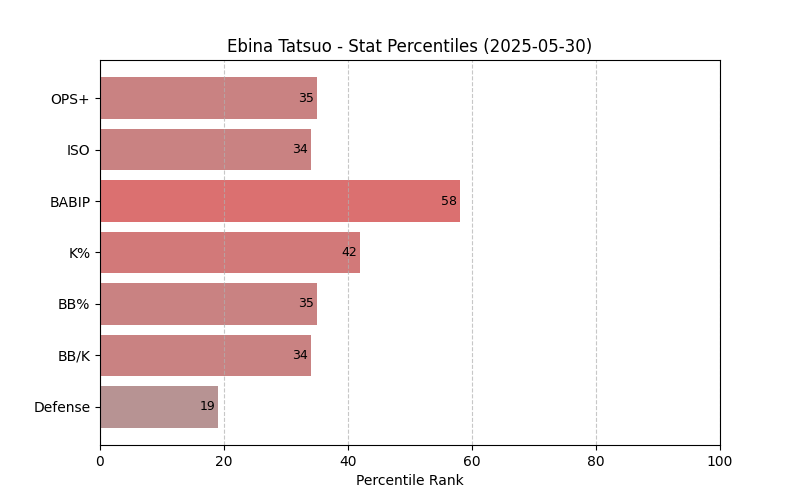 Ebina Tatsuo - Stat Percentiles (2025-05-30)
OPS+ 35
ISO 34
BABIP 58
K% 42
BB% 35
BB/K 34
Defense 19
0 20 40 60 80 100
Percentile Rank